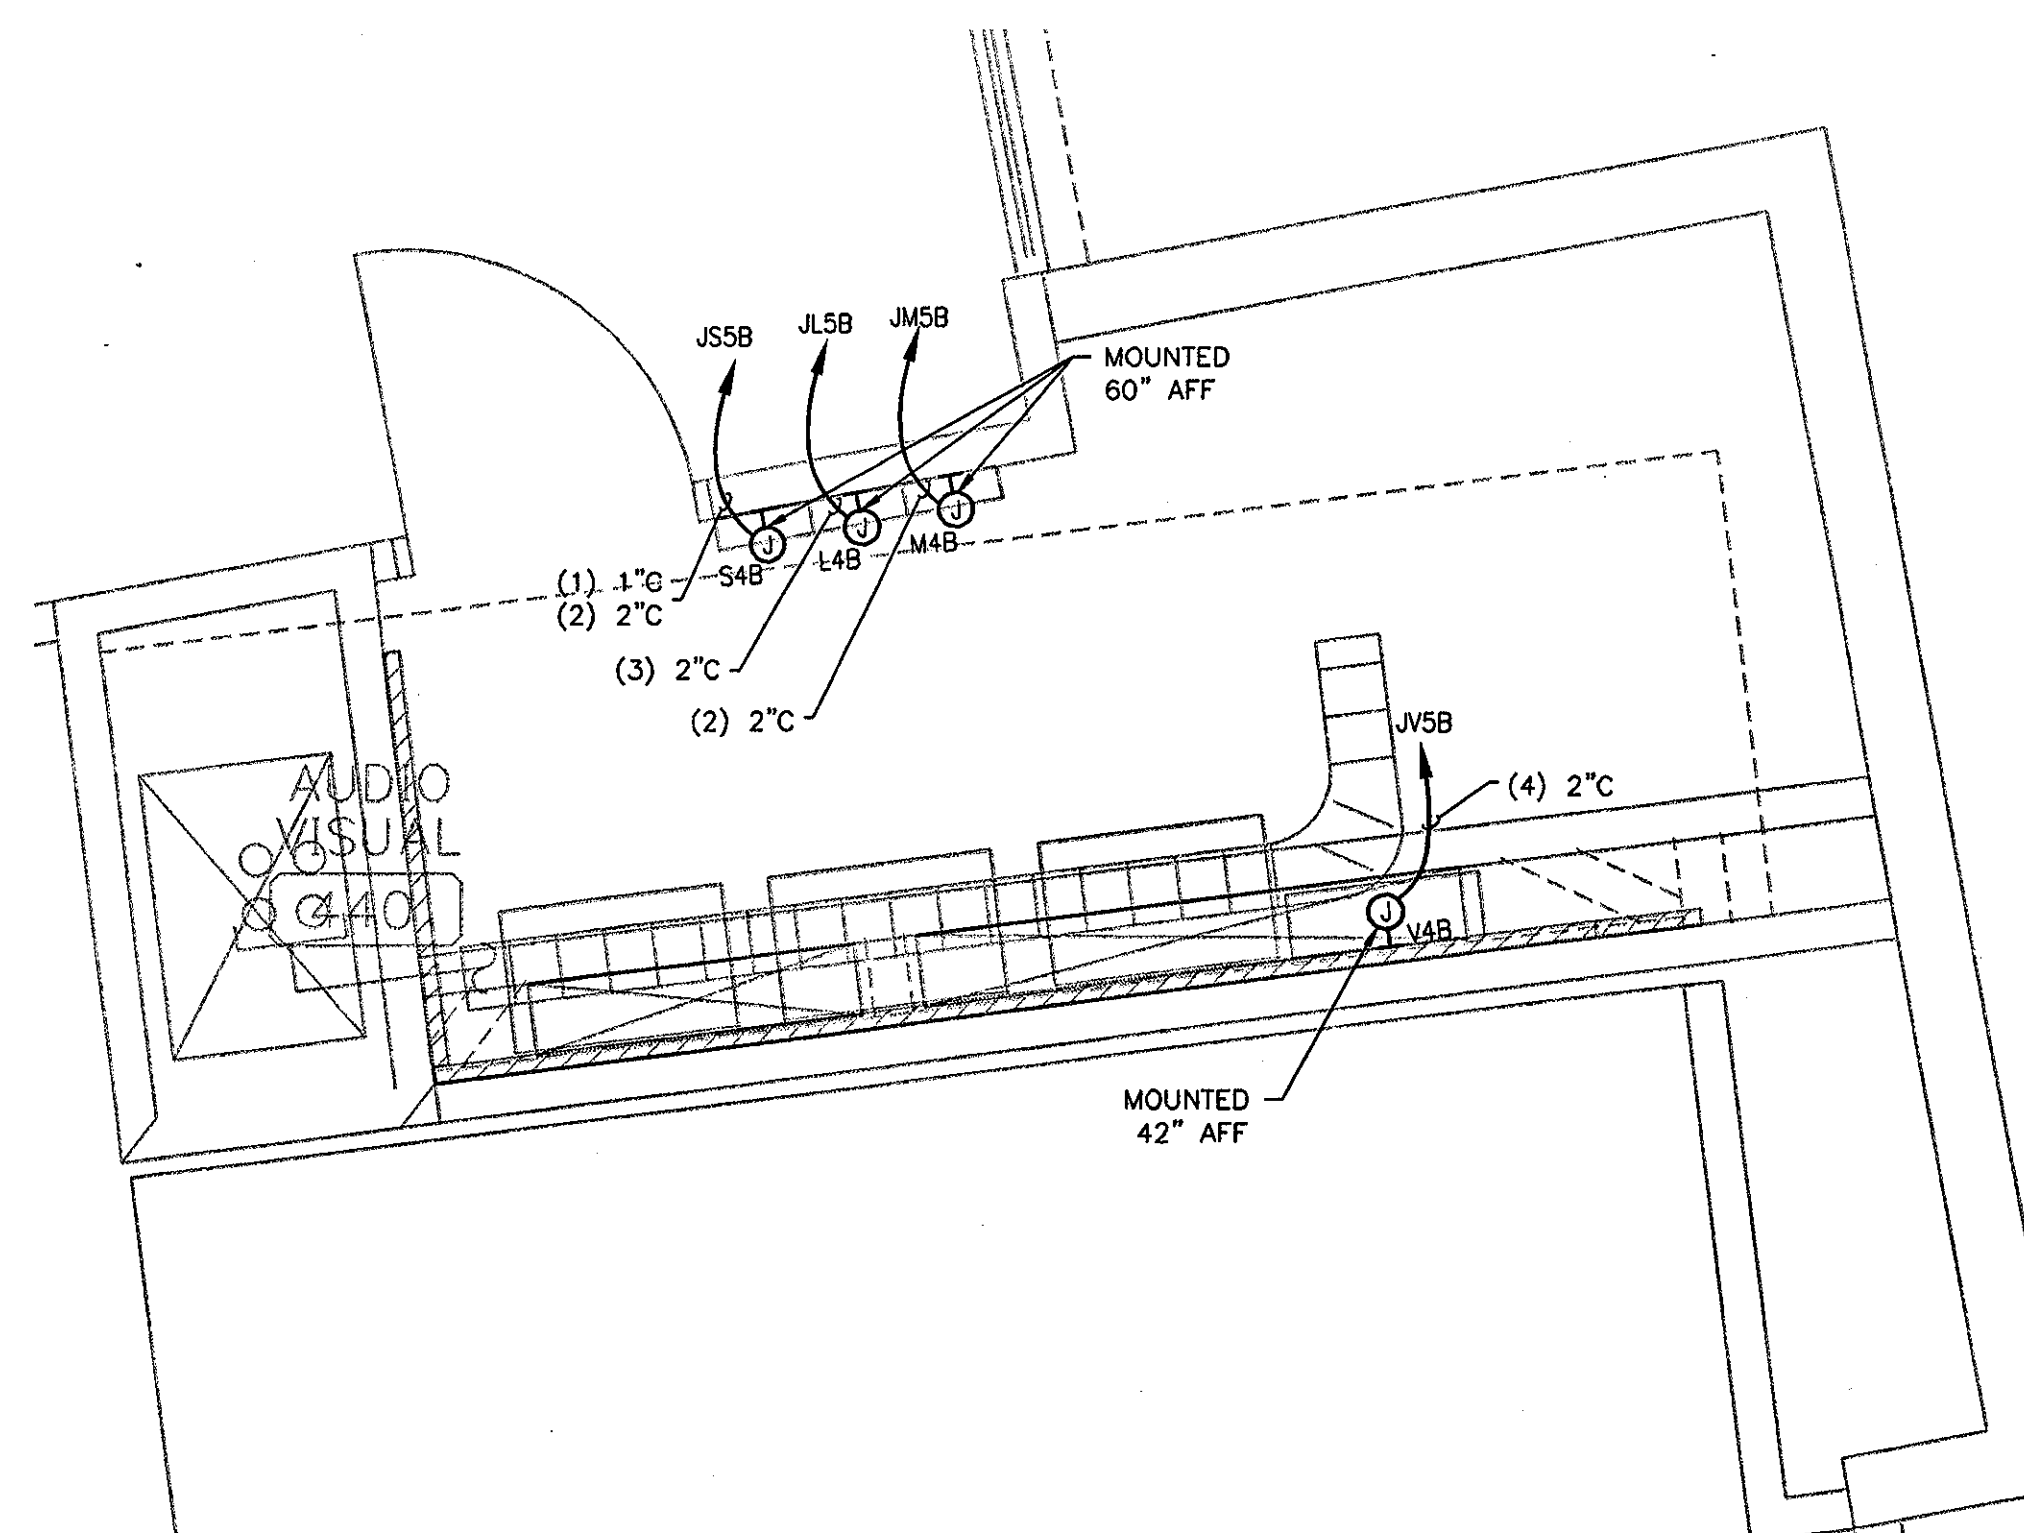 JS5B
JL5B
JM5B
MOUNTED
60" AFF
J
J
J
S4B
L4B
M4B
(1) 1"C
(2) 2"C
(3) 2"C
(2) 2"C
JV5B
(4) 2"C
AUDIO
VISUAL
440
J
V4B
MOUNTED
42" AFF